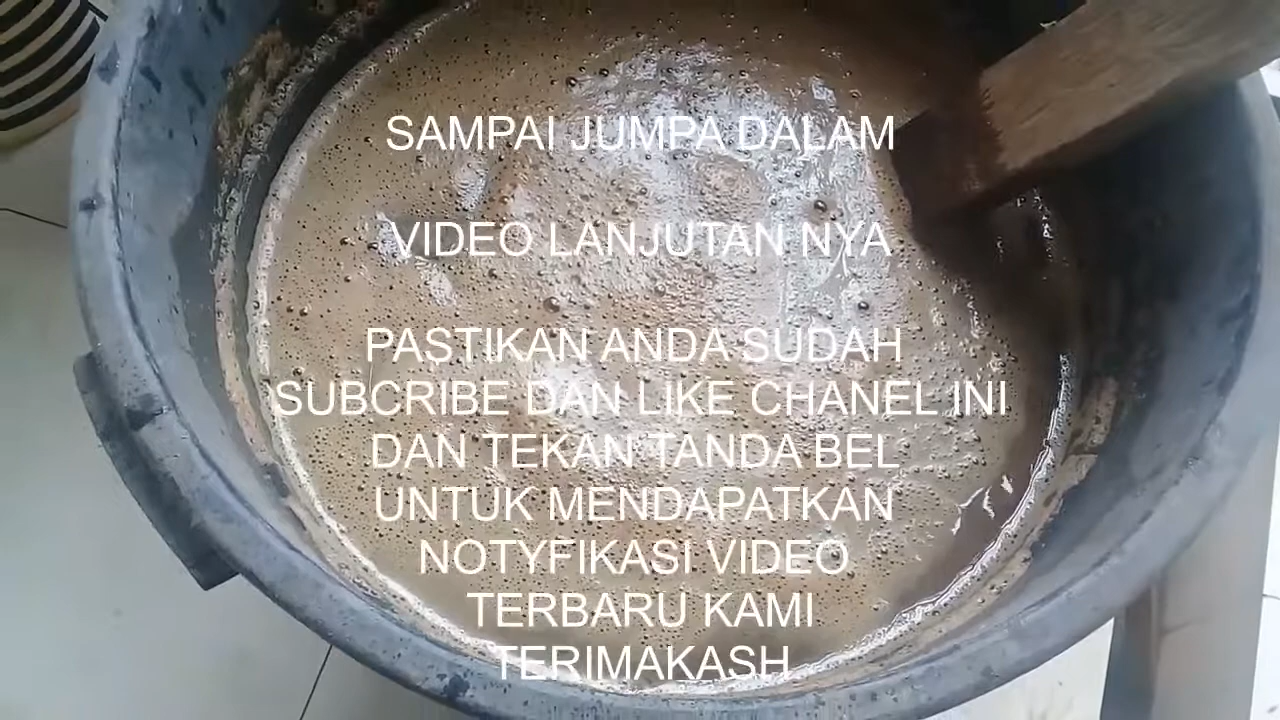 SAMPAI JUMPA DALAM
VIDEO LANJUTAN NYA
PASTIKAN ANDA SUDAH
SUBCRIBE DAN LIKE CHANEL INI
DAN TEKAN TANDA BEL
UNTUK MENDAPATKAN
NOTYFIKASI VIDEO
TERBARU KAMI
TERIMAKASH